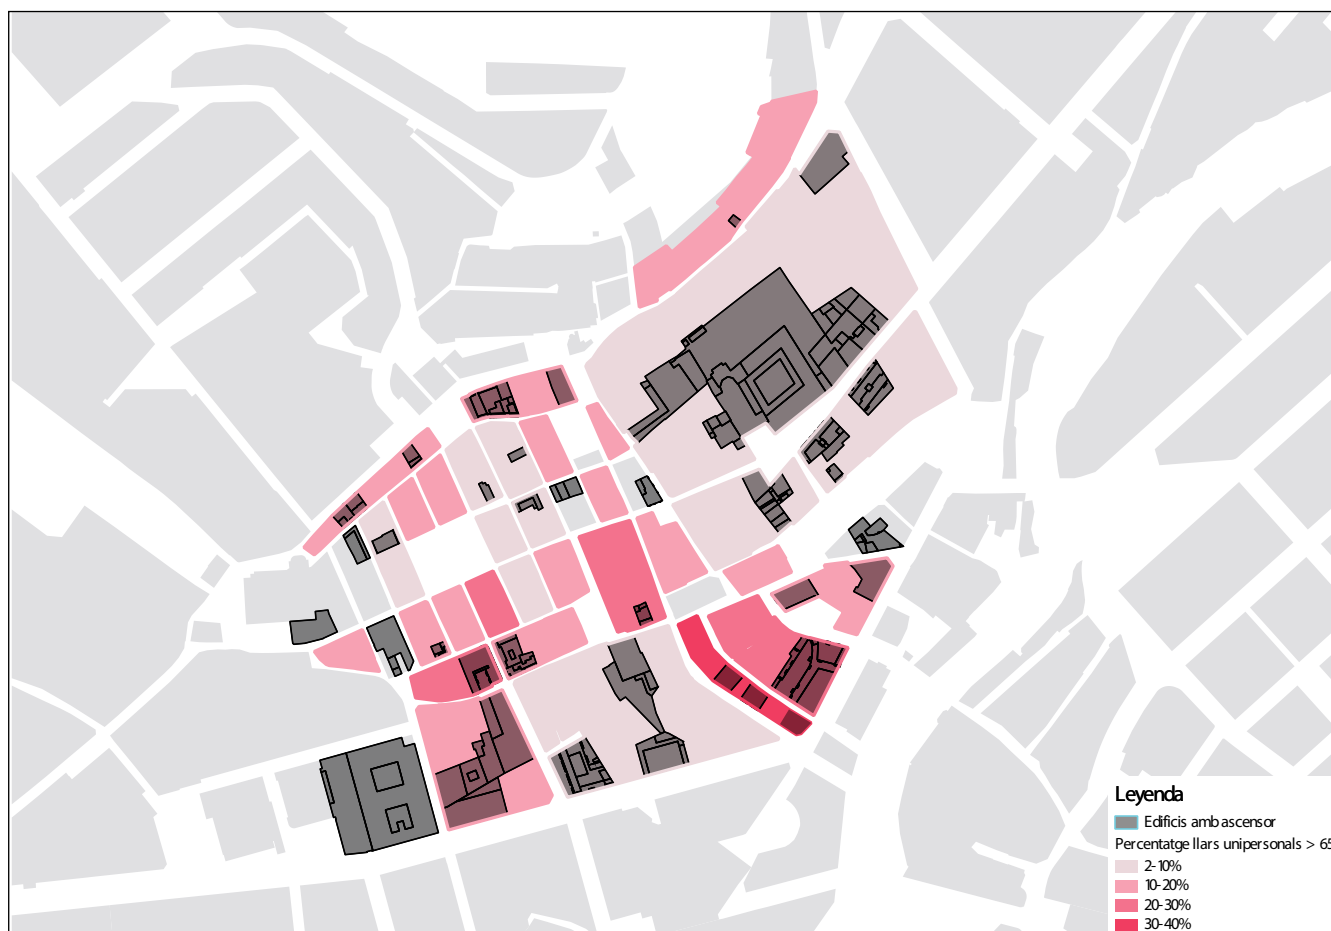 Leyenda
Edificis amb ascensor
Percentatge llars unipersonals > 65
2-10%
10-20%
20-30%
30-40%